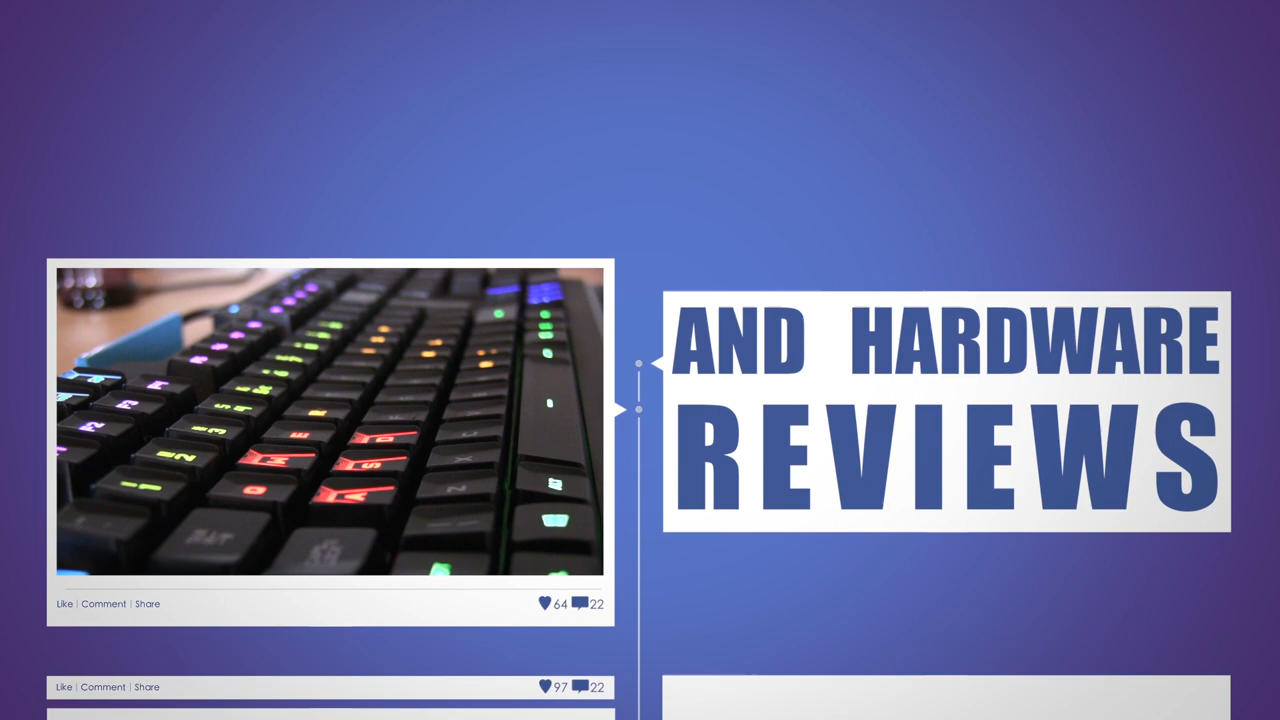 AND HARDWARE
REVIEWS
Like | Comment | Share
64 22
Like | Comment | Share
97 22